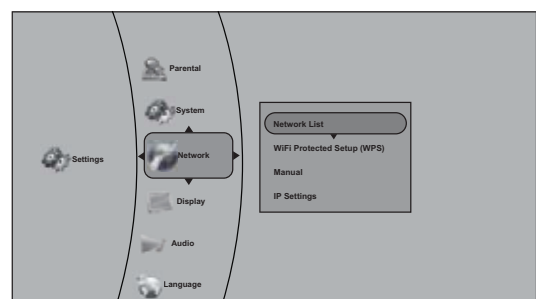 Settings
Parental
System
Network
Display
Audio
Language
Network List
WiFi Protected Setup (WPS)
Manual
IP Settings